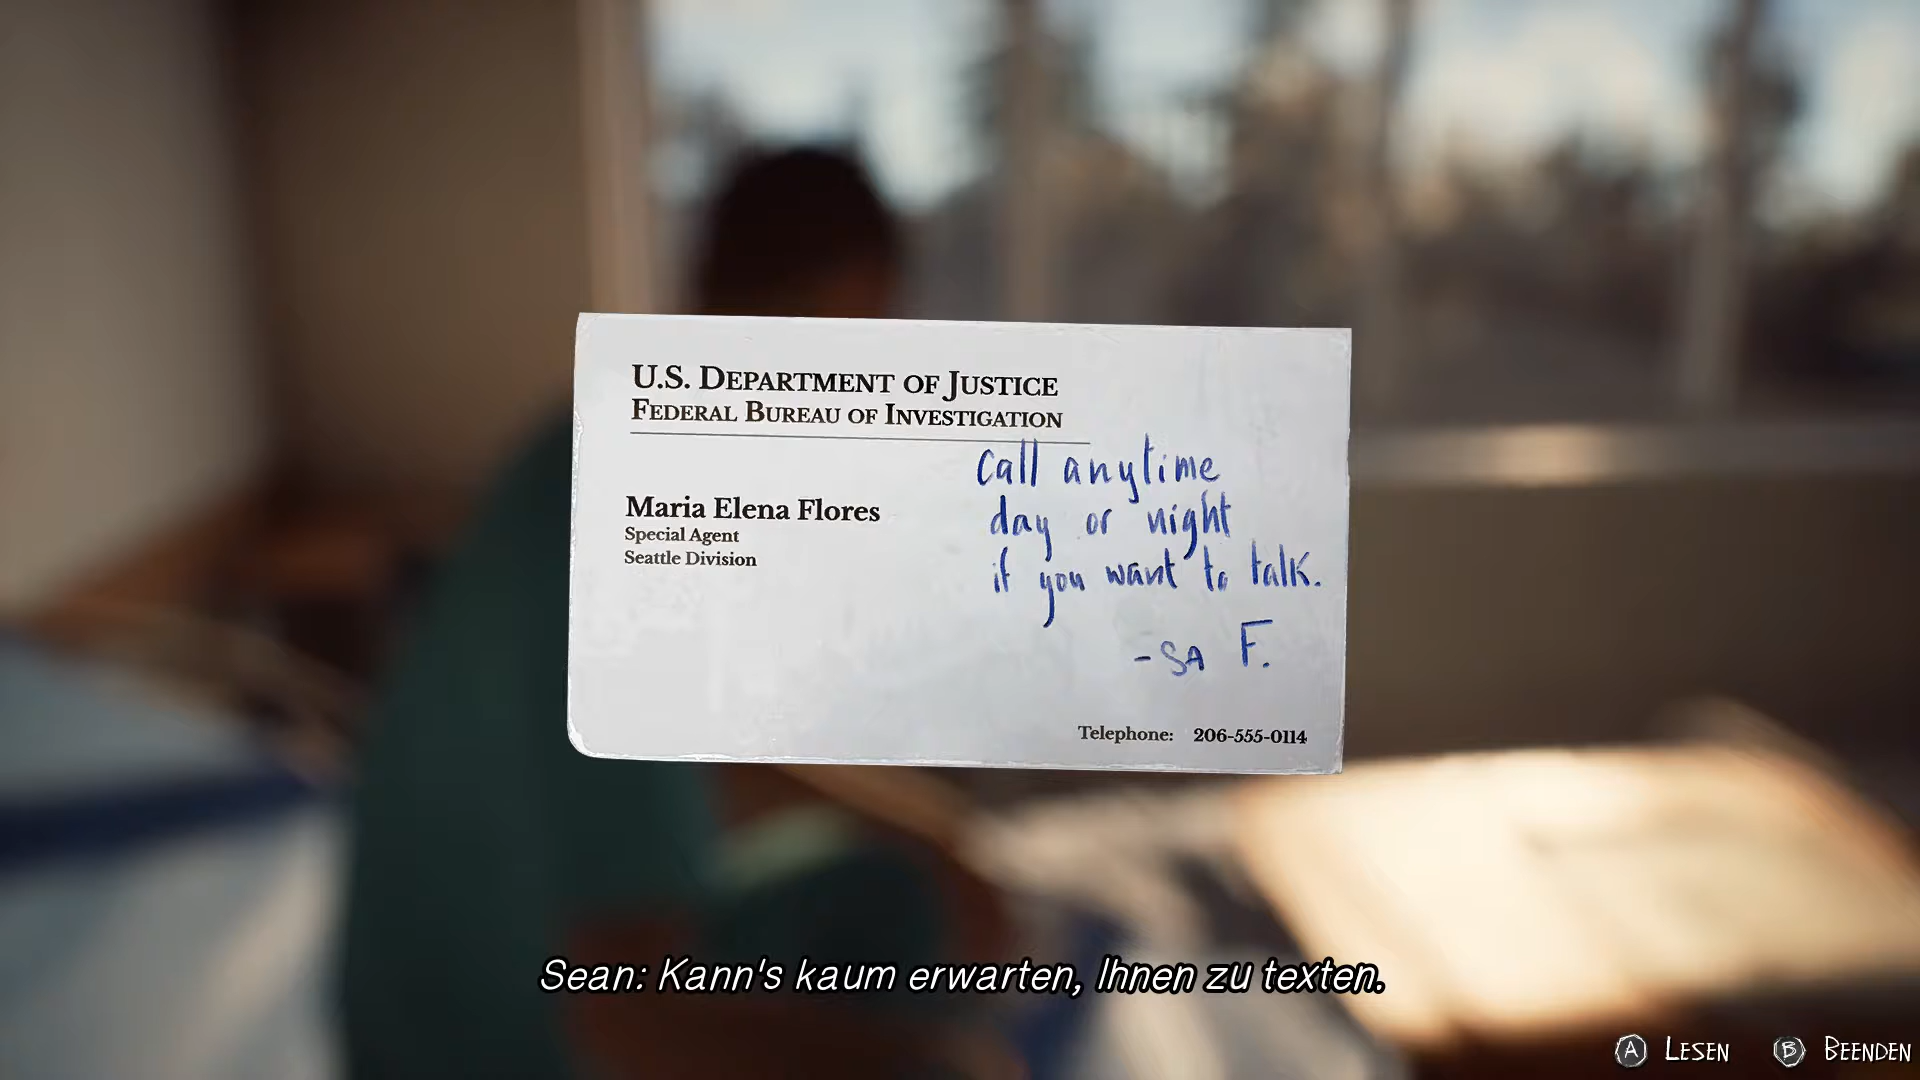 U.S. DEPARTMENT OF JUSTICE
FEDERAL BUREAU OF INVESTIGATION
Maria Elena Flores
Special Agent
Seattle Division
Call anytime
day or night
if you want to talk.
- SA F.
Telephone: 206-555-0114
Sean: Kann's kaum erwarten, Ihnen zu texten.
A LESEN B BEENDEN